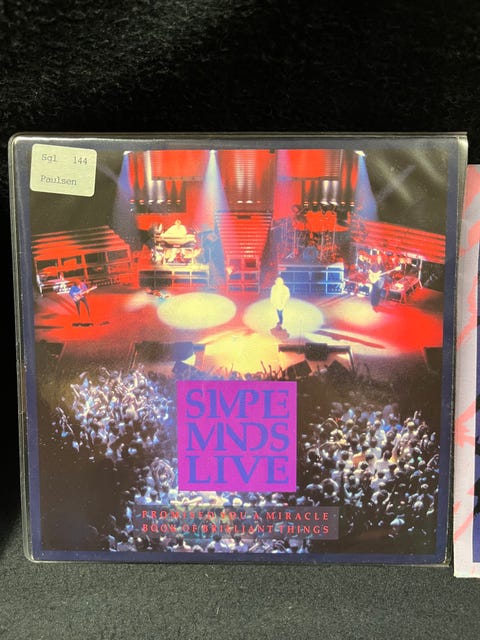 Sgl 144
Paulsen
SIMPLE
MINDS
LIVE
PROMISED YOU A MIRACLE
BOOK OF BRILLIANT THINGS